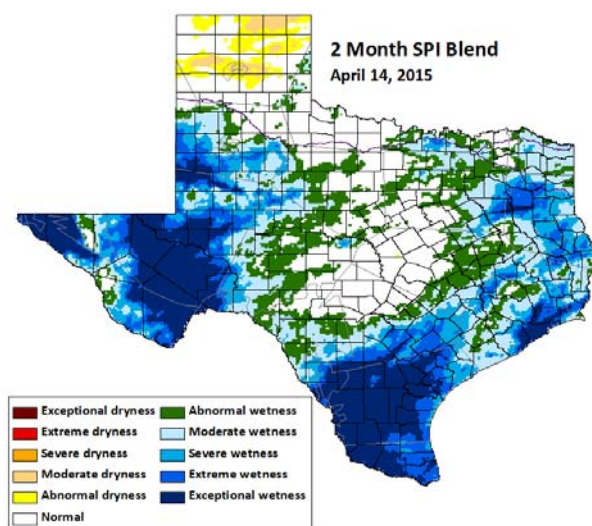 2 Month SPI Blend
April 14, 2015
Exceptional dryness
Extreme dryness
Severe dryness
Moderate dryness
Abnormal dryness
Normal
Abnormal wetness
Moderate wetness
Severe wetness
Extreme wetness
Exceptional wetness